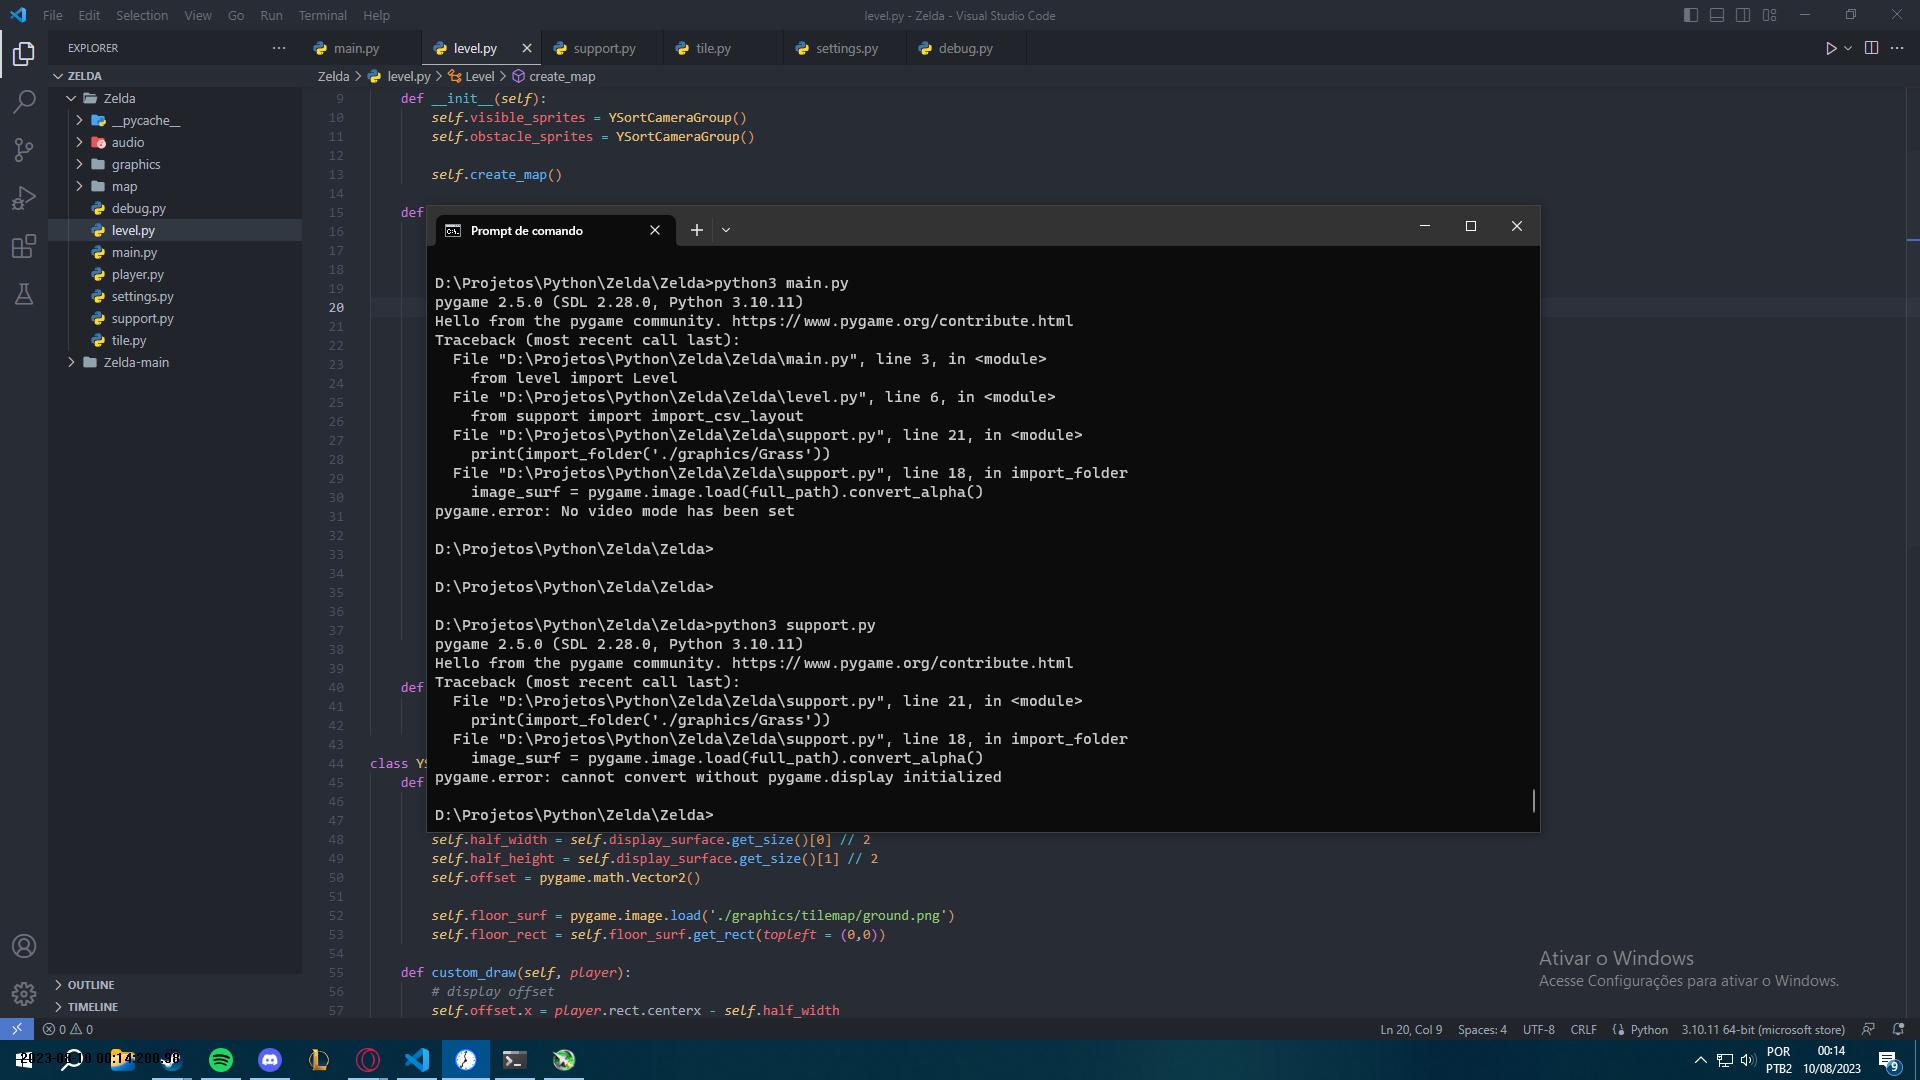 File Edit Selection View Go Run Terminal Help
level.py - Zelda - Visual Studio Code
EXPLORER
main.py level.py support.py tile.py settings.py debug.py
ZELDA
Zelda > level.py > Level > create_map
Zelda
__pycache__
audio
graphics
map
debug.py
level.py
main.py
player.py
settings.py
support.py
tile.py
Zelda-main
OUTLINE
TIMELINE
9 def __init__(self):
10 self.visible_sprites = YSortCameraGroup()
11 self.obstacle_sprites = YSortCameraGroup()
12
13 self.create_map()
14
15 def
16
17
18
19
20
21
22
23
24
25
26
27
28
29
30
31
32
33
34
35
36
37
38
39
40 def
41
42
43
44 class YS
45 def
46
47
48 self.half_width = self.display_surface.get_size()[0] // 2
49 self.half_height = self.display_surface.get_size()[1] // 2
50 self.offset = pygame.math.Vector2()
51
52 self.floor_surf = pygame.image.load('./graphics/tilemap/ground.png')
53 self.floor_rect = self.floor_surf.get_rect(topleft = (0,0))
54
55 def custom_draw(self, player):
56 # display offset
57 self.offset.x = player.rect.centerx - self.half_width
Prompt de comando
D:\Projetos\Python\Zelda\Zelda>python3 main.py
pygame 2.5.0 (SDL 2.28.0, Python 3.10.11)
Hello from the pygame community. https://www.pygame.org/contribute.html
Traceback (most recent call last):
File "D:\Projetos\Python\Zelda\Zelda\main.py", line 3, in <module>
from level import Level
File "D:\Projetos\Python\Zelda\Zelda\level.py", line 6, in <module>
from support import import_csv_layout
File "D:\Projetos\Python\Zelda\Zelda\support.py", line 21, in <module>
print(import_folder('./graphics/Grass'))
File "D:\Projetos\Python\Zelda\Zelda\support.py", line 18, in import_folder
image_surf = pygame.image.load(full_path).convert_alpha()
pygame.error: No video mode has been set
D:\Projetos\Python\Zelda\Zelda>
D:\Projetos\Python\Zelda\Zelda>
D:\Projetos\Python\Zelda\Zelda>python3 support.py
pygame 2.5.0 (SDL 2.28.0, Python 3.10.11)
Hello from the pygame community. https://www.pygame.org/contribute.html
Traceback (most recent call last):
File "D:\Projetos\Python\Zelda\Zelda\support.py", line 21, in <module>
print(import_folder('./graphics/Grass'))
File "D:\Projetos\Python\Zelda\Zelda\support.py", line 18, in import_folder
image_surf = pygame.image.load(full_path).convert_alpha()
pygame.error: cannot convert without pygame.display initialized
D:\Projetos\Python\Zelda\Zelda>
Ativar o Windows
Acesse Configurações para ativar o Windows.
0 0
Ln 20, Col 9 Spaces: 4 UTF-8 CRLF Python 3.10.11 64-bit (microsoft store)
POR
PTB2
00:14
10/08/2023
9